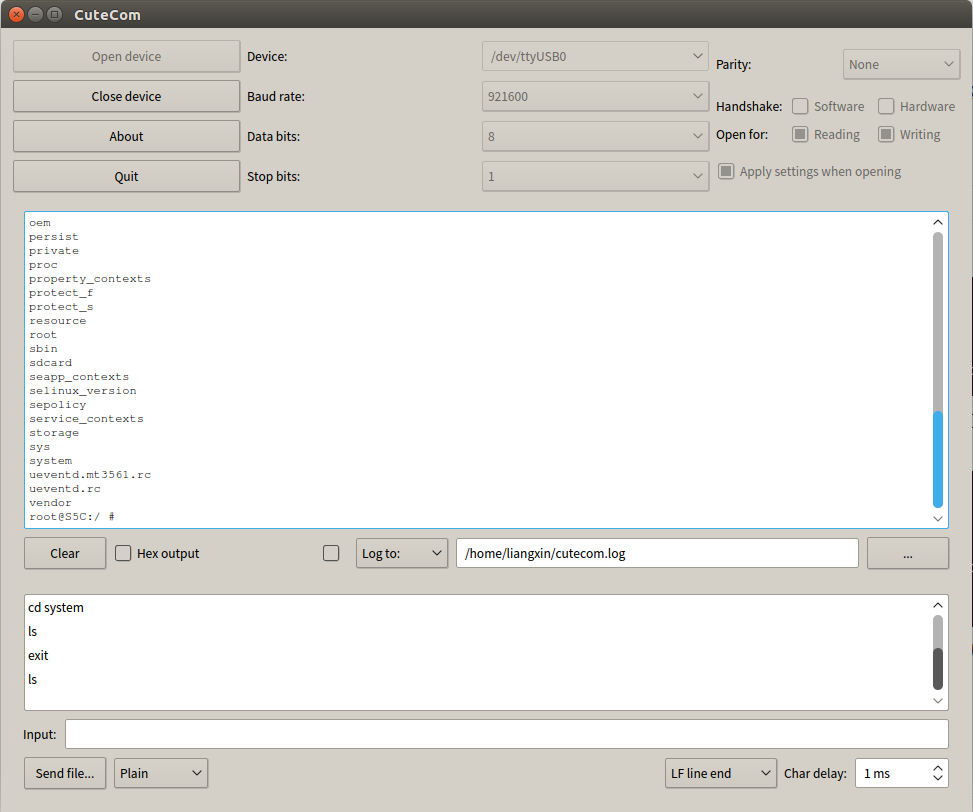 CuteCom
Open device
Device:
/dev/ttyUSB0
Parity:
None
Close device
Baud rate:
921600
Handshake:
Software
Hardware
About
Data bits:
8
Open for:
Reading
Writing
Quit
Stop bits:
1
Apply settings when opening
oem
persist
private
proc
property_contexts
protect_f
protect_s
resource
root
sbin
sdcard
seapp_contexts
selinux_version
sepolicy
service_contexts
storage
sys
system
ueventd.mt3561.rc
ueventd.rc
vendor
root@S5C:/ #
Clear
Hex output
Log to:
/home/liangxin/cutecom.log
...
cd system
ls
exit
ls
Input:
Send file...
Plain
LF line end
Char delay:
1 ms